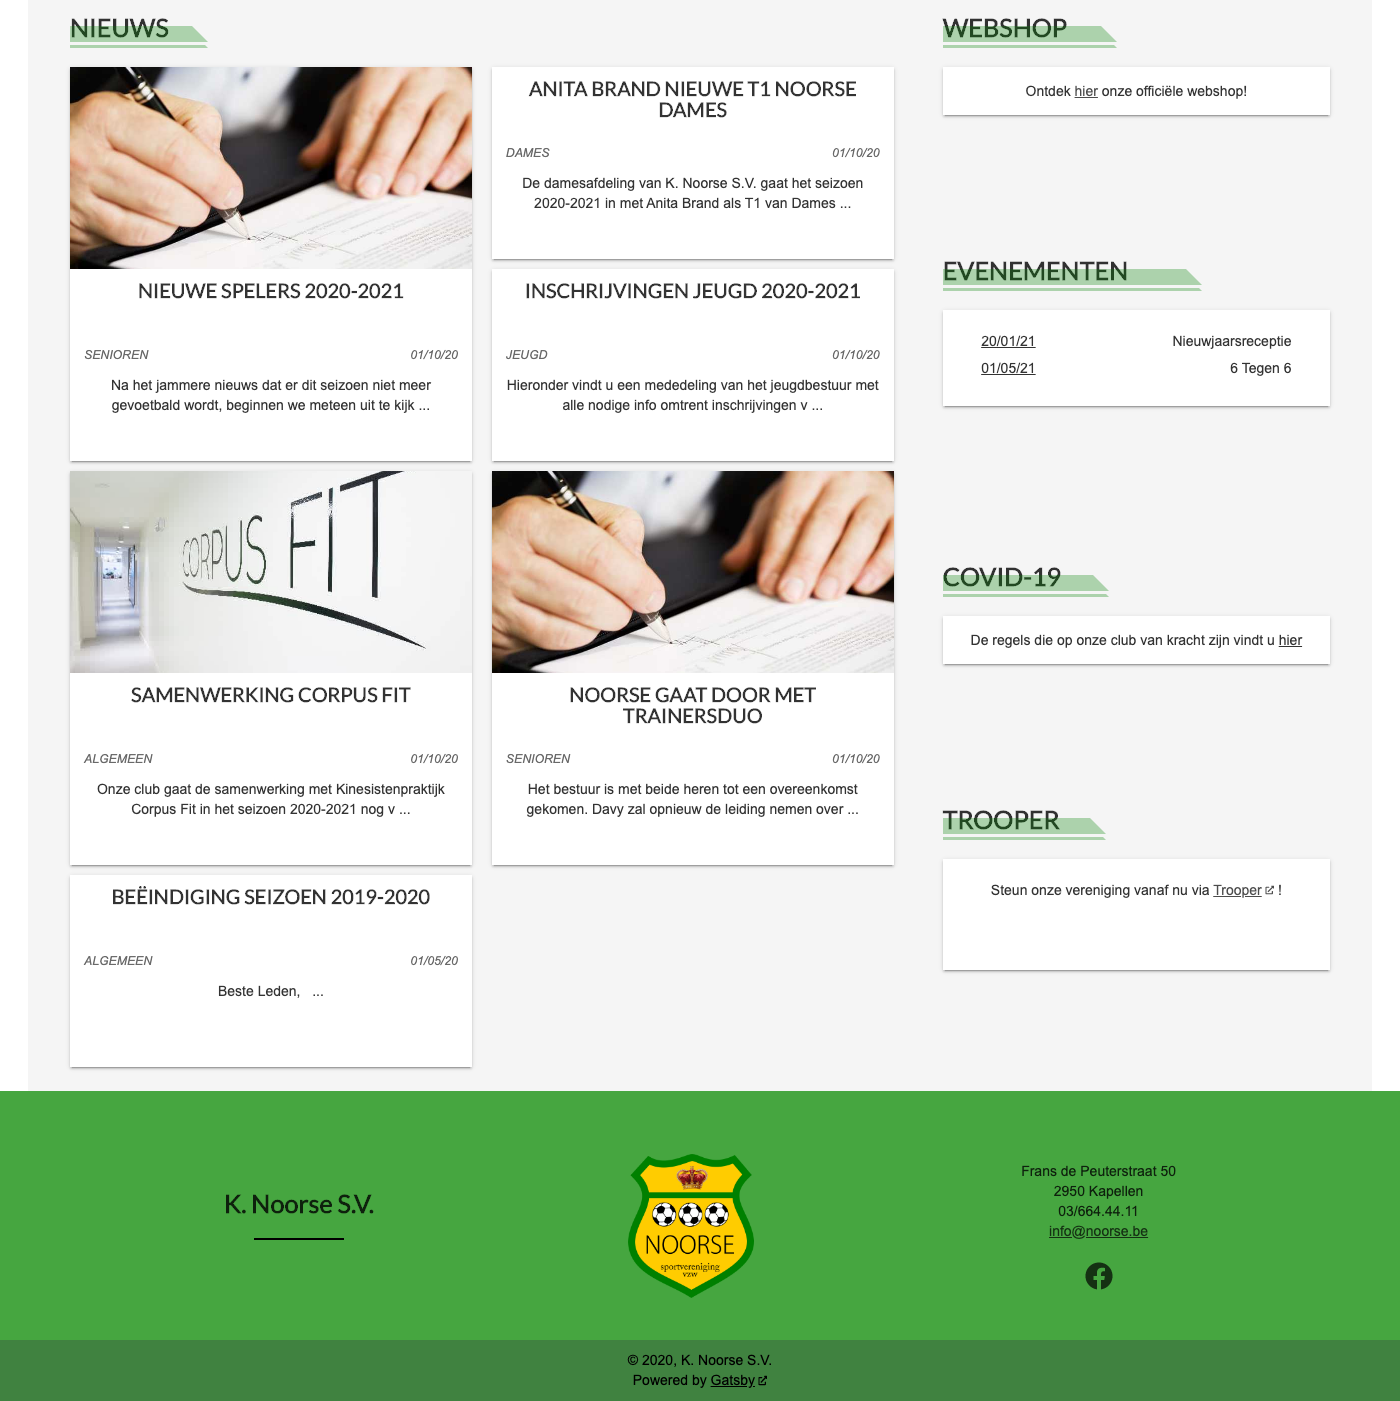 NIEUWS
NIEUWE SPELERS 2020-2021
SENIOREN 01/10/20
Na het jammere nieuws dat er dit seizoen niet meer
gevoetbald wordt, beginnen we meteen uit te kijk ...
ANITA BRAND NIEUWE T1 NOORSE
DAMES
DAMES 01/10/20
De damesafdeling van K. Noorse S.V. gaat het seizoen
2020-2021 in met Anita Brand als T1 van Dames ...
INSCHRIJVINGEN JEUGD 2020-2021
JEUGD 01/10/20
Hieronder vindt u een mededeling van het jeugdbestuur met
alle nodige info omtrent inschrijvingen v ...
CORPUS FIT
SAMENWERKING CORPUS FIT
ALGEMEEN 01/10/20
Onze club gaat de samenwerking met Kinesistenpraktijk
Corpus Fit in het seizoen 2020-2021 nog v ...
NOORSE GAAT DOOR MET
TRAINERSDUO
SENIOREN 01/10/20
Het bestuur is met beide heren tot een overeenkomst
gekomen. Davy zal opnieuw de leiding nemen over ...
BEËINDIGING SEIZOEN 2019-2020
ALGEMEEN 01/05/20
Beste Leden, ...
WEBSHOP
Ontdek hier onze officiële webshop!
EVENEMENTEN
20/01/21 Nieuwjaarsreceptie
01/05/21 6 Tegen 6
COVID-19
De regels die op onze club van kracht zijn vindt u hier
TROOPER
Steun onze vereniging vanaf nu via Trooper !
K. Noorse S.V.
NOORSE
sportvereniging
vzw
Frans de Peuterstraat 50
2950 Kapellen
03/664.44.11
info@noorse.be
© 2020, K. Noorse S.V.
Powered by Gatsby